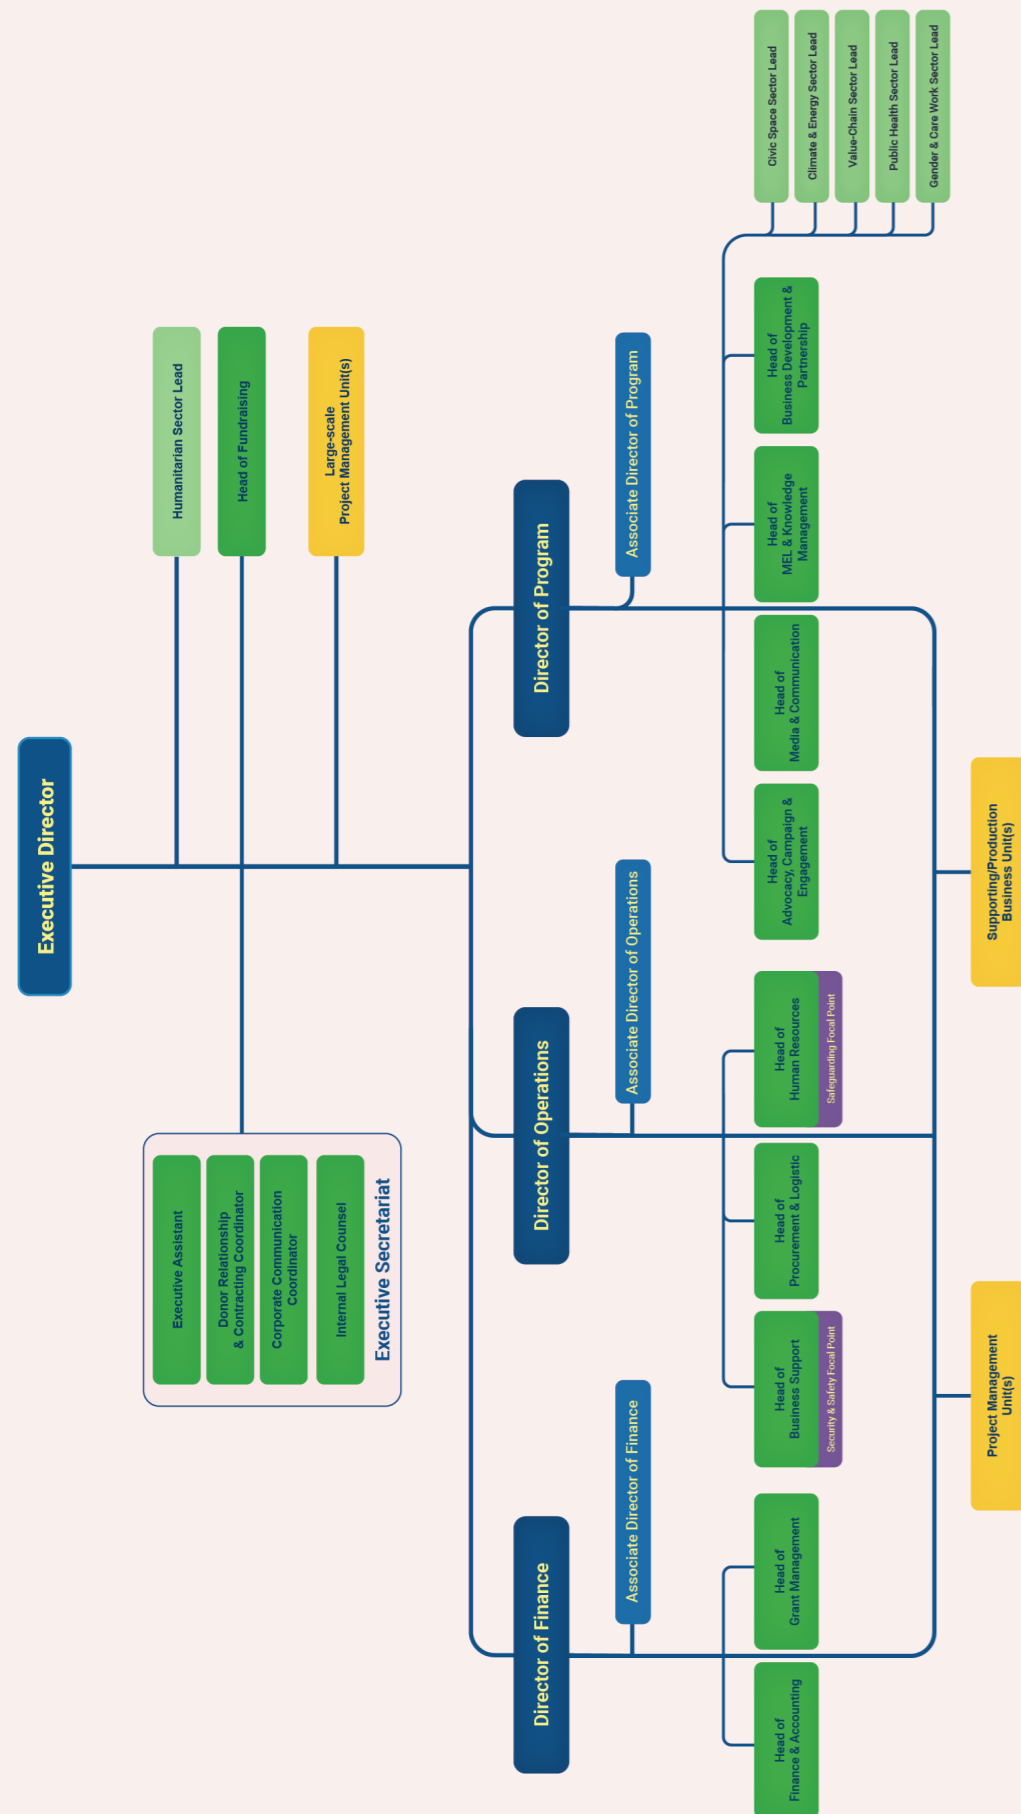 Executive Director
Executive Assistant
Donor Relationship
& Contracting Coordinator
Corporate Communication
Coordinator
Internal Legal Counsel
Executive Secretariat
Humanitarian Sector Lead
Head of Fundraising
Large-scale
Project Management Unit(s)
Director of Finance
Director of Operations
Director of Program
Associate Director of Finance
Associate Director of Operations
Associate Director of Program
Head of
Finance & Accounting
Head of
Grant Management
Head of
Business Support
Security & Safety Focal Point
Head of
Procurement & Logistic
Head of
Human Resources
Safeguarding Focal Point
Head of
Advocacy, Campaign &
Engagement
Head of
Media & Communication
Head of
MEL & Knowledge
Management
Head of
Business Development &
Partnership
Civic Space Sector Lead
Climate & Energy Sector Lead
Value-Chain Sector Lead
Public Health Sector Lead
Gender & Care Work Sector Lead
Project Management
Unit(s)
Supporting/Production
Business Unit(s)